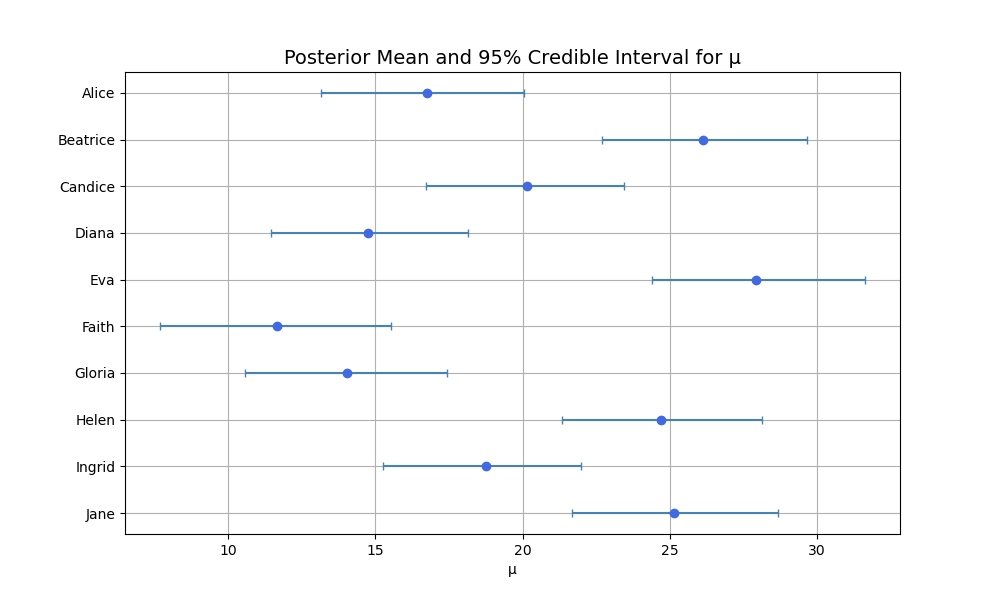 Posterior Mean and 95% Credible Interval for μ
Alice
Beatrice
Candice
Diana
Eva
Faith
Gloria
Helen
Ingrid
Jane
10 15 20 25 30
μ